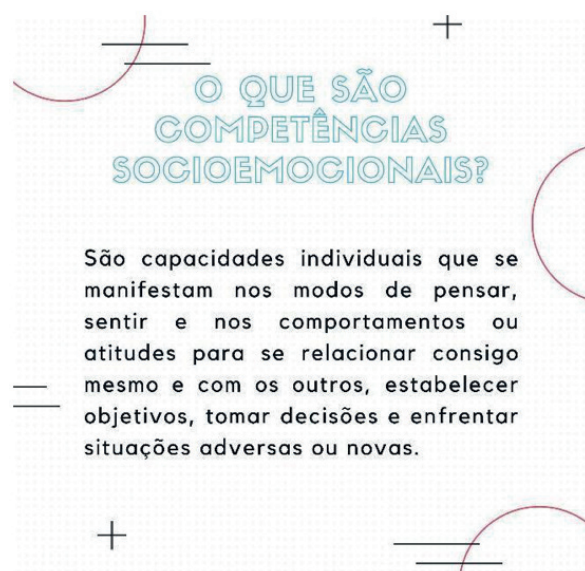 O QUE SÃO
COMPETÊNCIAS
SOCIOEMOCIONAIS?
São capacidades individuais que se
manifestam nos modos de pensar,
sentir e nos comportamentos ou
atitudes para se relacionar consigo
mesmo e com os outros, estabelecer
objetivos, tomar decisões e enfrentar
situações adversas ou novas.